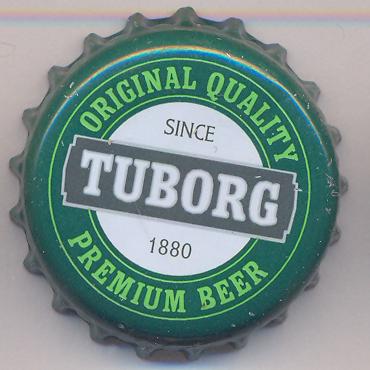 ORIGINAL QUALITY
SINCE
TUBORG
1880
PREMIUM BEER